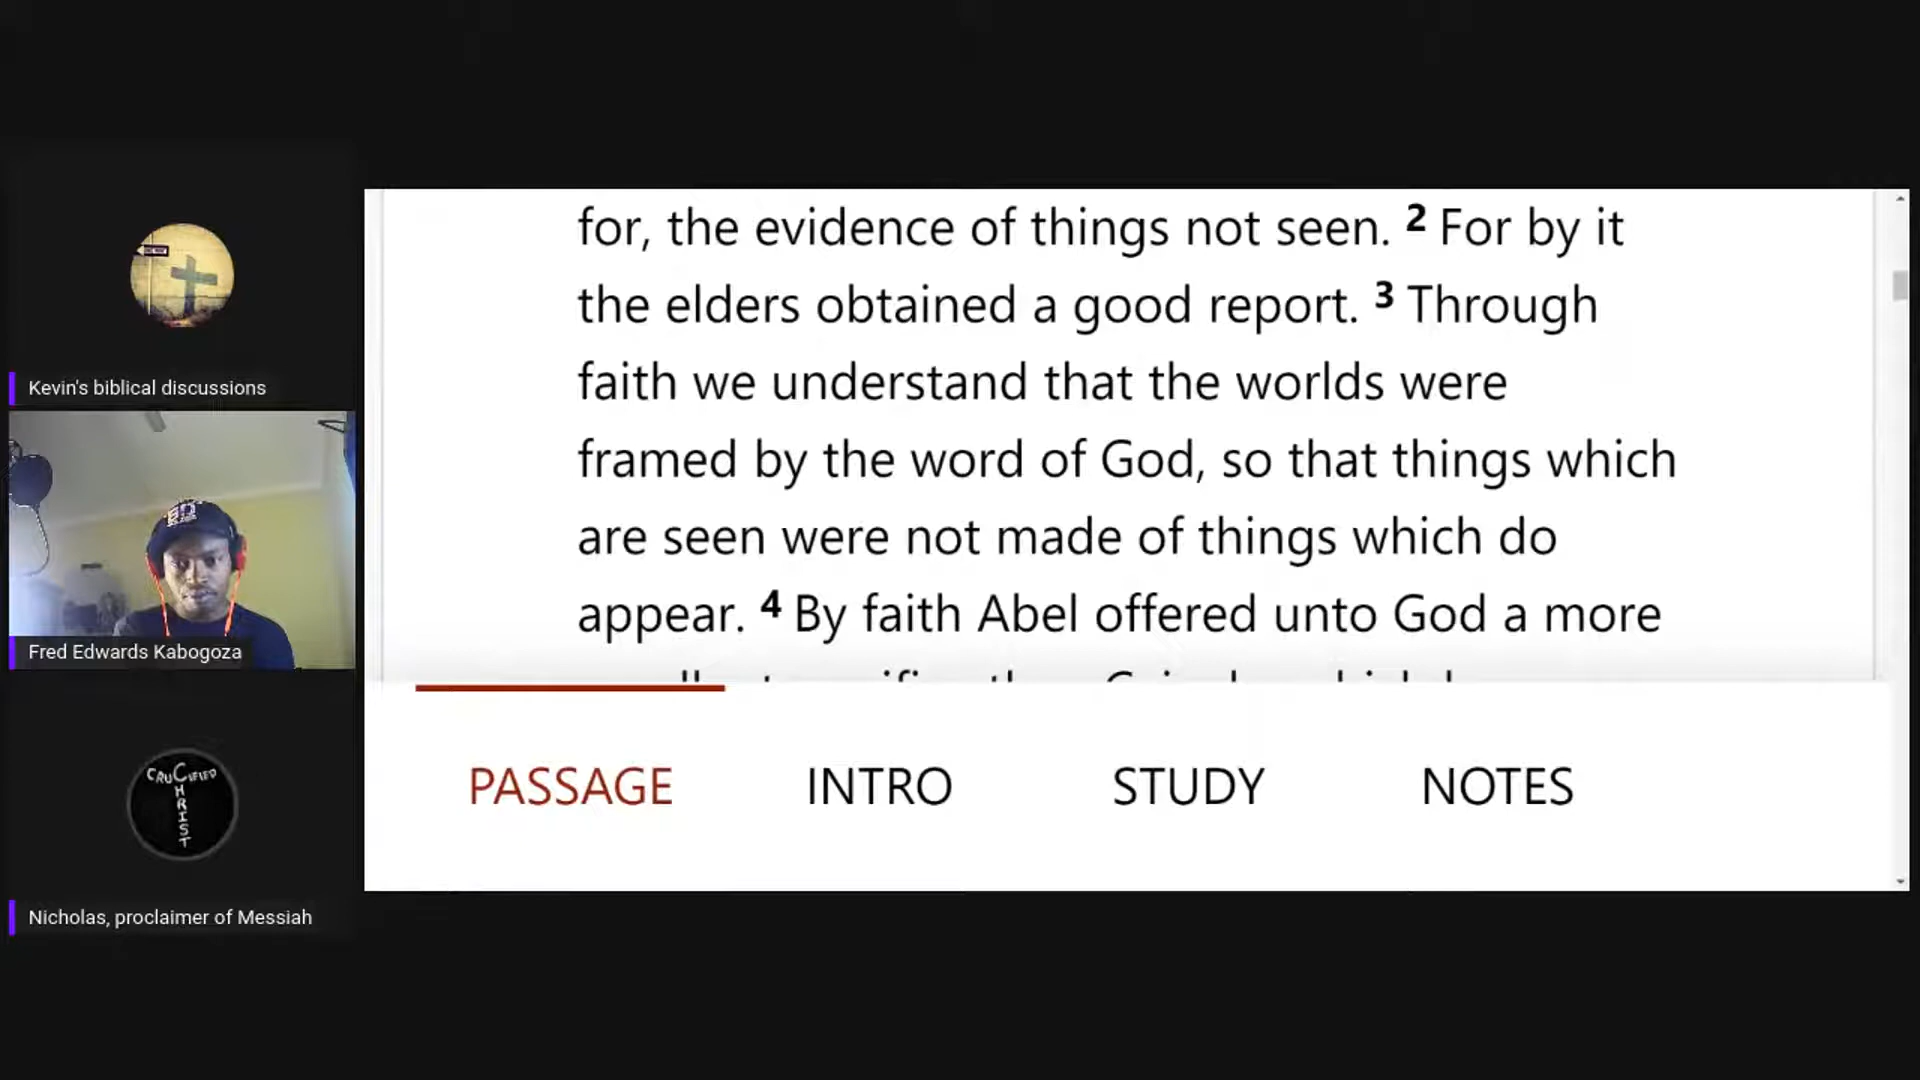 Kevin's biblical discussions
Fred Edwards Kabogoza
CRUCIFIED
CHRIST
Nicholas, proclaimer of Messiah
for, the evidence of things not seen. 2 For by it
the elders obtained a good report. 3 Through
faith we understand that the worlds were
framed by the word of God, so that things which
are seen were not made of things which do
appear. 4 By faith Abel offered unto God a more
PASSAGE INTRO STUDY NOTES